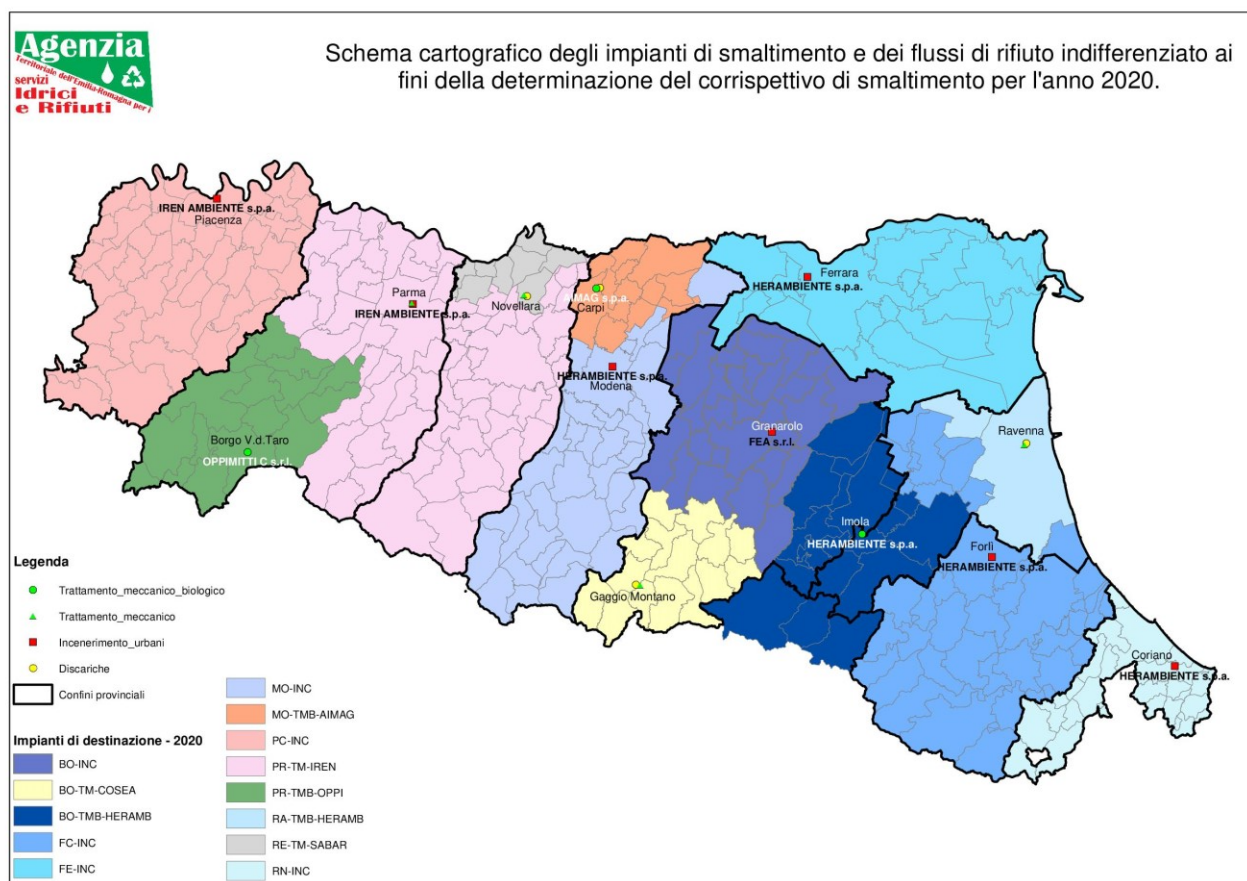 Agenzia
Territoriale dell'Emilia-Romagna per i
servizi
Idrici
e Rifiuti
Schema cartografico degli impianti di smaltimento e dei flussi di rifiuto indifferenziato ai
fini della determinazione del corrispettivo di smaltimento per l'anno 2020.
IREN AMBIENTE s.p.a.
Piacenza
Parma
IREN AMBIENTE s.p.a.
Novellara
AIMAG s.p.a.
Carpi
Ferrara
HERAMBIENTE s.p.a.
HERAMBIENTE s.p.a.
Modena
Borgo V.d.Taro
OPPIMITTI C s.r.l.
Granarolo
FEA s.r.l.
Ravenna
Imola
HERAMBIENTE s.p.a.
Forlì
HERAMBIENTE s.p.a.
Gaggio Montano
Coriano
HERAMBIENTE s.p.a.
Legenda
Trattamento_meccanico_biologico
Trattamento_meccanico
Incenerimento_urbani
Discariche
Confini provinciali
Impianti di destinazione - 2020
BO-INC
BO-TM-COSEA
BO-TMB-HERAMB
FC-INC
FE-INC
MO-INC
MO-TMB-AIMAG
PC-INC
PR-TM-IREN
PR-TMB-OPPI
RA-TMB-HERAMB
RE-TM-SABAR
RN-INC